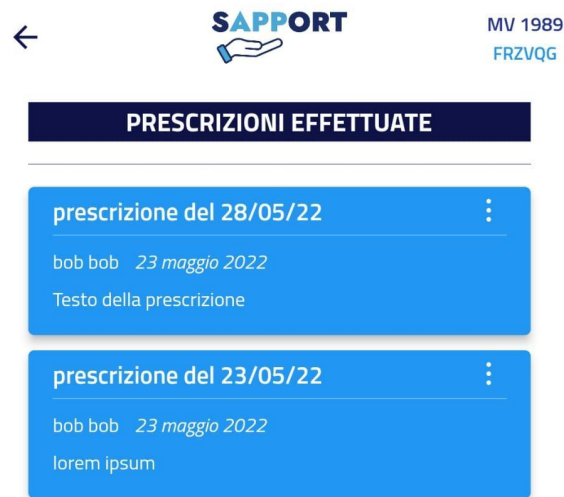 SAPPORT
MV 1989
FRZVQG
PRESCRIZIONI EFFETTUATE
prescrizione del 28/05/22
bob bob 23 maggio 2022
Testo della prescrizione
prescrizione del 23/05/22
bob bob 23 maggio 2022
lorem ipsum